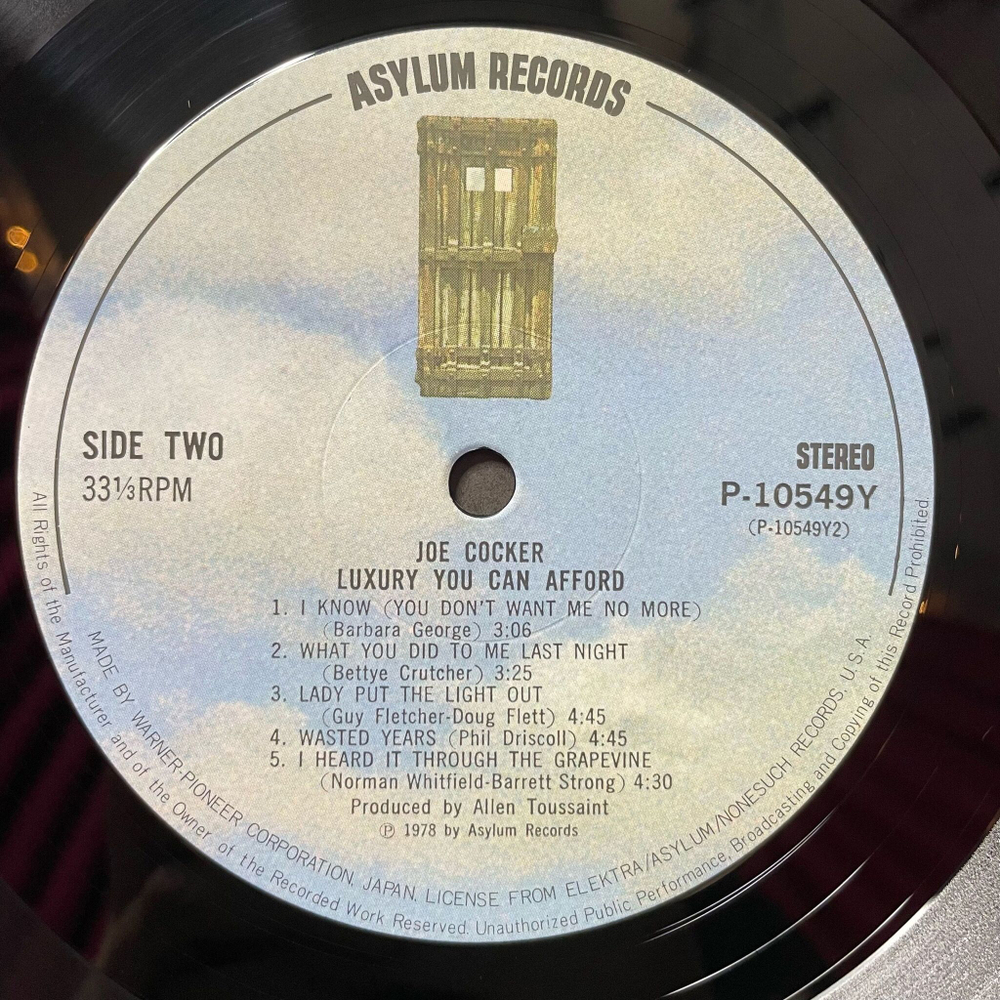 ASYLUM RECORDS
SIDE TWO
33⅓RPM
STEREO
P-10549Y
(P-10549Y2)
JOE COCKER
LUXURY YOU CAN AFFORD
1. I KNOW (YOU DON'T WANT ME NO MORE)
(Barbara George) 3:06
2. WHAT YOU DID TO ME LAST NIGHT
(Bettye Crutcher) 3:25
3. LADY PUT THE LIGHT OUT
(Guy Fletcher-Doug Flett) 4:45
4. WASTED YEARS (Phil Driscoll) 4:45
5. I HEARD IT THROUGH THE GRAPEVINE
(Norman Whitfield-Barrett Strong) 4:30
Produced by Allen Toussaint
Ⓟ 1978 by Asylum Records
MADE BY WARNER-PIONEER CORPORATION, JAPAN. LICENSE FROM ELEKTRA/ASYLUM/NONESUCH RECORDS, U.S.A.
All Rights of the Manufacturer and of the Owner of the Recorded Work Reserved. Unauthorized Public Performance, Broadcasting and Copying of this Record Prohibited.